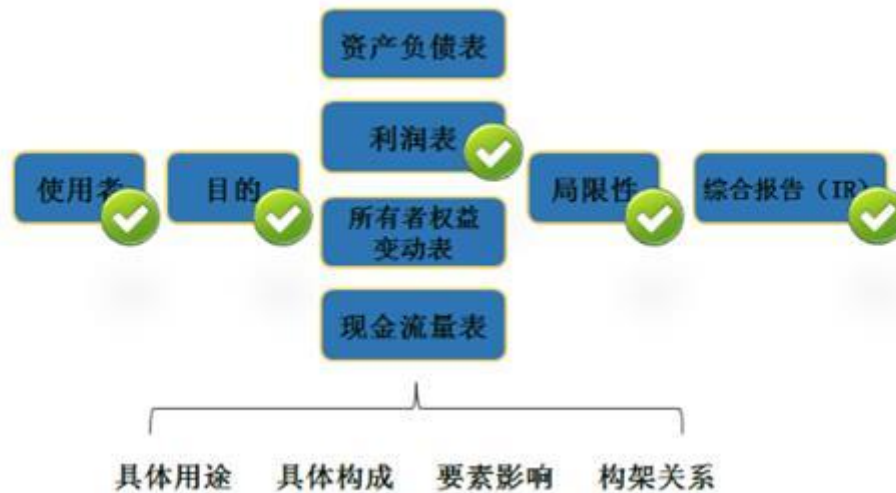 资产负债表
利润表
使用者
目的
局限性
综合报告（IR）
所有者权益
变动表
现金流量表
具体用途 具体构成 要素影响 构架关系